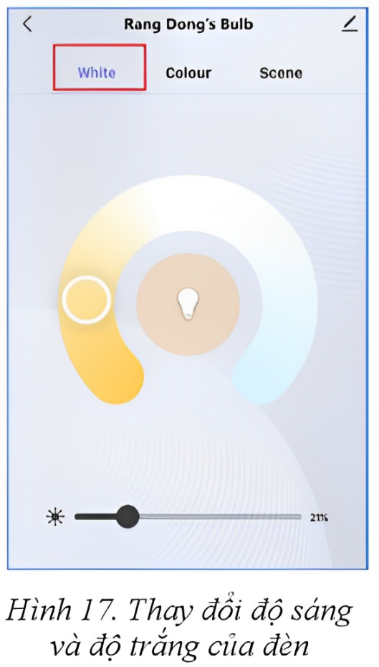 Rang Dong's Bulb
White Colour Scene
21%
Hình 17. Thay đổi độ sáng
và độ trắng của đèn